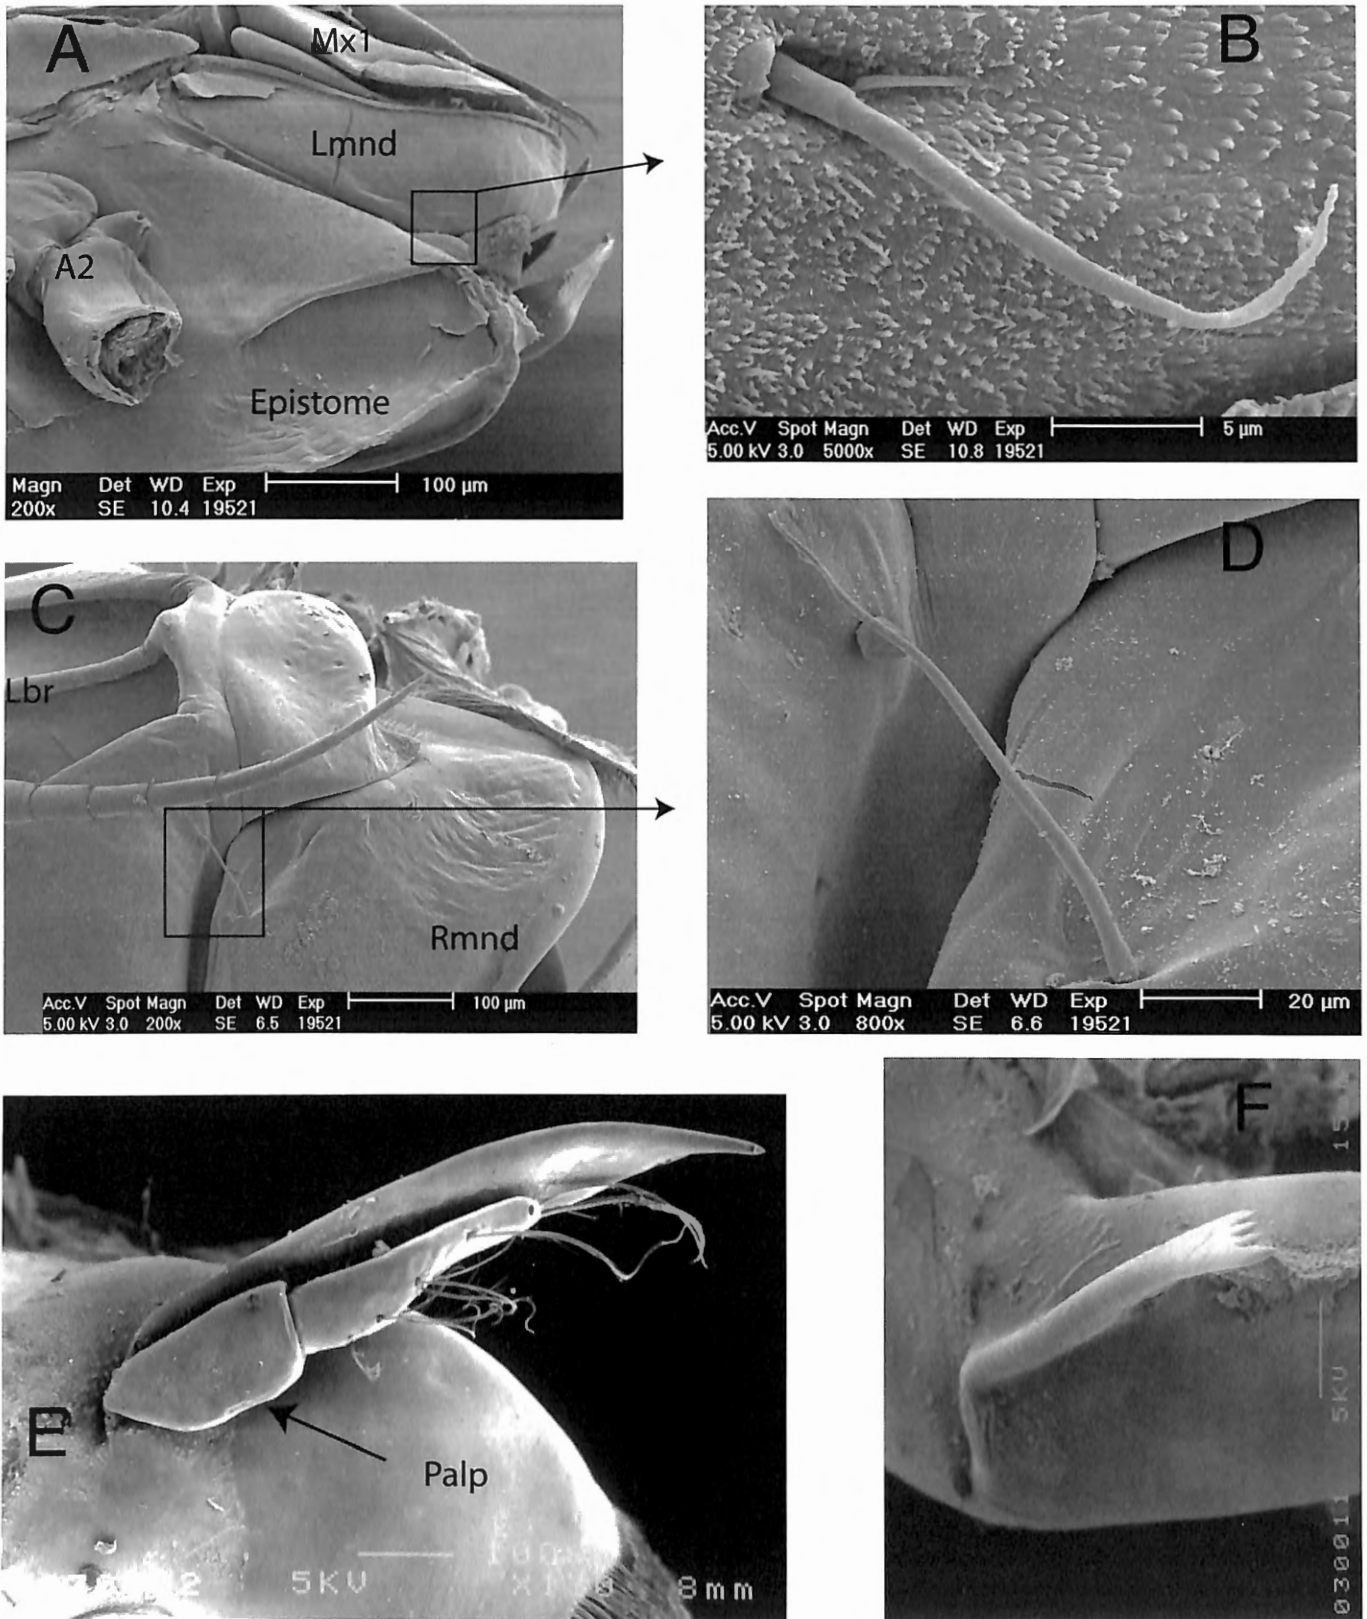 A
Mx1
Lmnd
A2
Epistome
Magn Det WD Exp 100 µm
200x SE 10.4 19521
B
Acc.V Spot Magn Det WD Exp 5 µm
5.00 kV 3.0 5000x SE 10.8 19521
C
Lbr
Rmnd
Acc.V Spot Magn Det WD Exp 100 µm
5.00 kV 3.0 200x SE 6.5 19521
D
Acc.V Spot Magn Det WD Exp 20 µm
5.00 kV 3.0 800x SE 6.6 19521
E
Palp
5KV 8mm
F
15
5KV